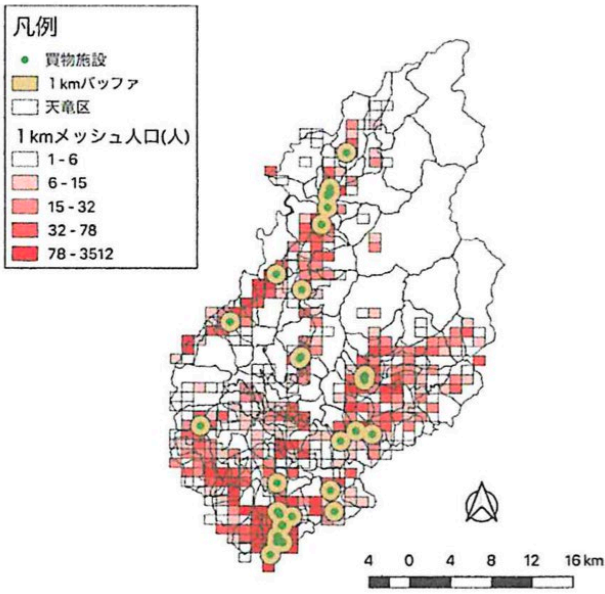 凡例
買物施設
1kmバッファ
天竜区
1kmメッシュ人口(人)
1 - 6
6 - 15
15 - 32
32 - 78
78 - 3512
4 0 4 8 12 16 km